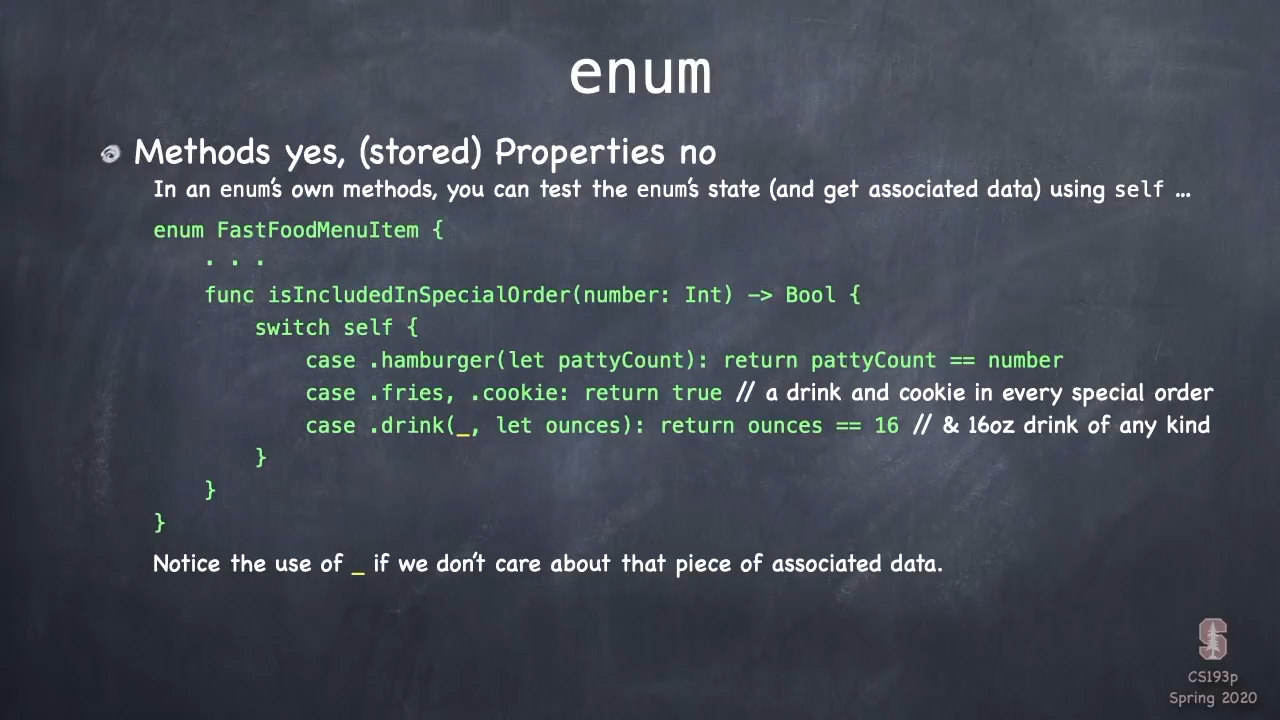 enum
Methods yes, (stored) Properties no
In an enum's own methods, you can test the enum's state (and get associated data) using self ...
enum FastFoodMenuItem {
. . .
func isIncludedInSpecialOrder(number: Int) -> Bool {
switch self {
case .hamburger(let pattyCount): return pattyCount == number
case .fries, .cookie: return true // a drink and cookie in every special order
case .drink(_, let ounces): return ounces == 16 // & 16oz drink of any kind
}
}
}
Notice the use of _ if we don't care about that piece of associated data.
S
CS193p
Spring 2020